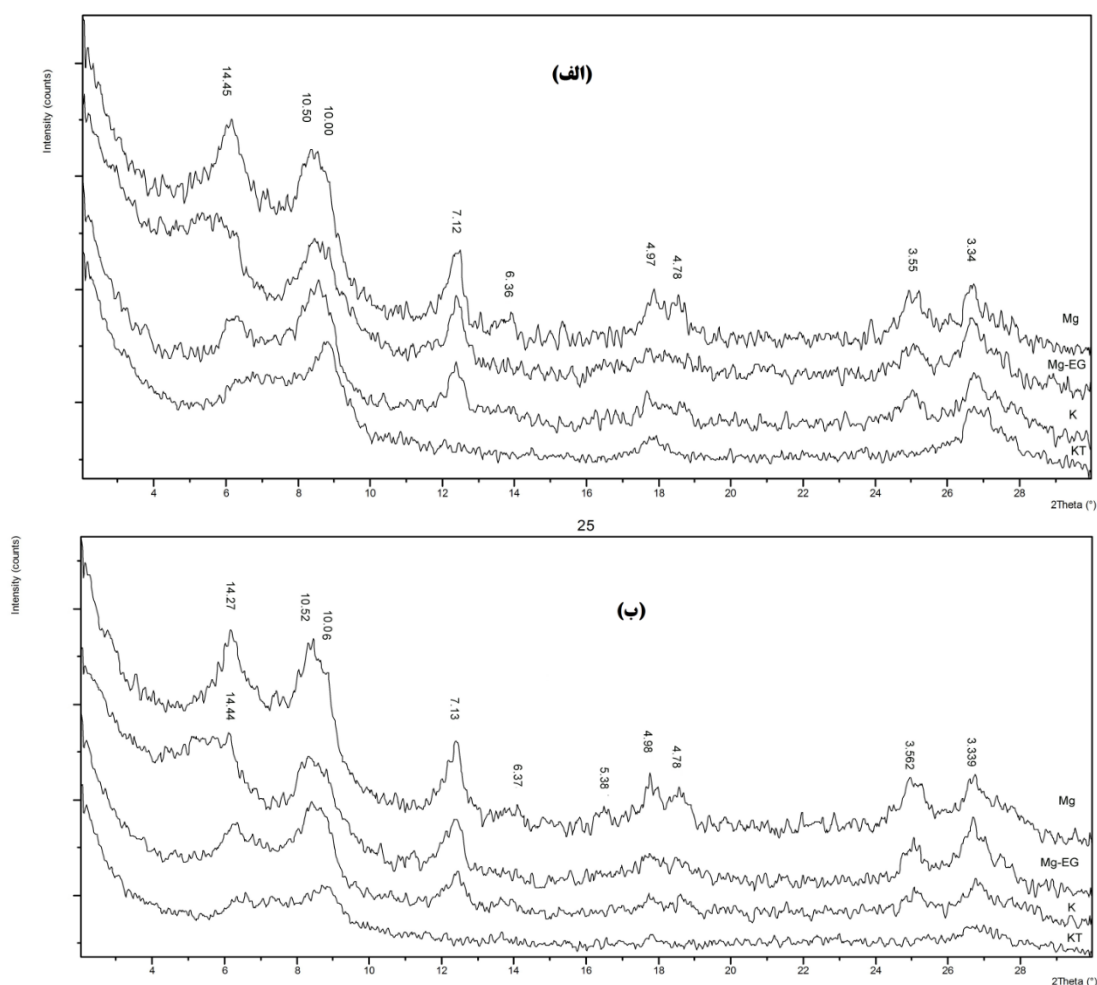 (الف)
Intensity (counts)
14.45
10.50
10.00
7.12
6.36
4.97
4.78
3.55
3.34
Mg
Mg-EG
K
KT
4 6 8 10 12 14 16 18 20 22 24 26 28
2Theta (°)
25
(ب)
Intensity (counts)
14.27
14.44
10.52
10.06
7.13
6.37
5.38
4.98
4.78
3.562
3.339
Mg
Mg-EG
K
KT
4 6 8 10 12 14 16 18 20 22 24 26 28
2Theta (°)